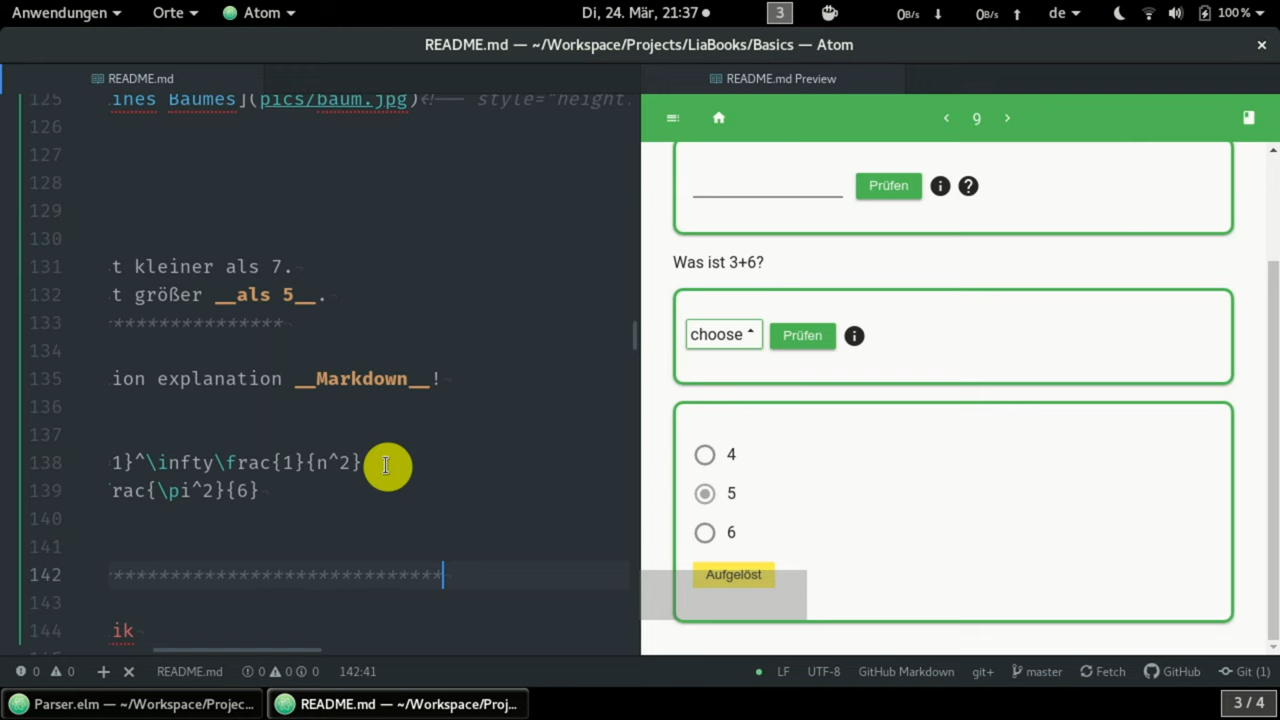 Anwendungen Orte Atom Di, 24. Mär, 21:37 3 0B/s 0B/s de 100%
README.md — ~/Workspace/Projects/LiaBooks/Basics — Atom
README.md README.md Preview
125 ines Baumes](pics/baum.jpg)<!-- style="height:
126
127
128
129
130
131 t kleiner als 7.
132 t größer __als 5__.
133 ***************
134
135 ion explanation __Markdown__!
136
137
138 1}^\infty\frac{1}{n^2}
139 rac{\pi^2}{6}
140
141
142 *****************************
143
144 ik
9
Prüfen i ?
Was ist 3+6?
choose Prüfen i
4
5
6
Aufgelöst
0 0 + × README.md 0 0 0 142:41 LF UTF-8 GitHub Markdown git+ master Fetch GitHub Git (1)
Parser.elm — ~/Workspace/Projec... README.md — ~/Workspace/Proj... 3 / 4